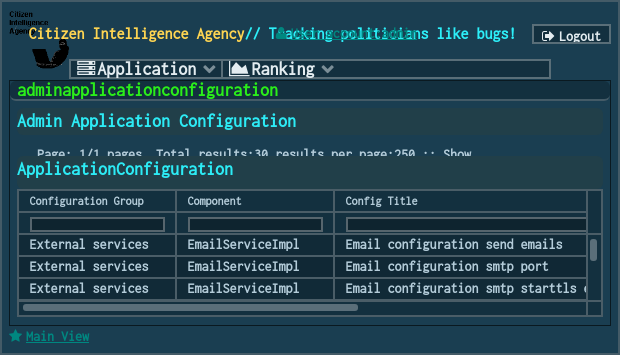 Citizen
Intelligence
Agency
Citizen Intelligence Agency// Tracking politicians like bugs!
Logout
Application
Ranking
adminapplicationconfiguration
Admin Application Configuration
Page: 1/1 pages. Total results:30 results per page:250 :: Show
ApplicationConfiguration
Configuration Group Component Config Title
External services EmailServiceImpl Email configuration send emails
External services EmailServiceImpl Email configuration smtp port
External services EmailServiceImpl Email configuration smtp starttls
Main View